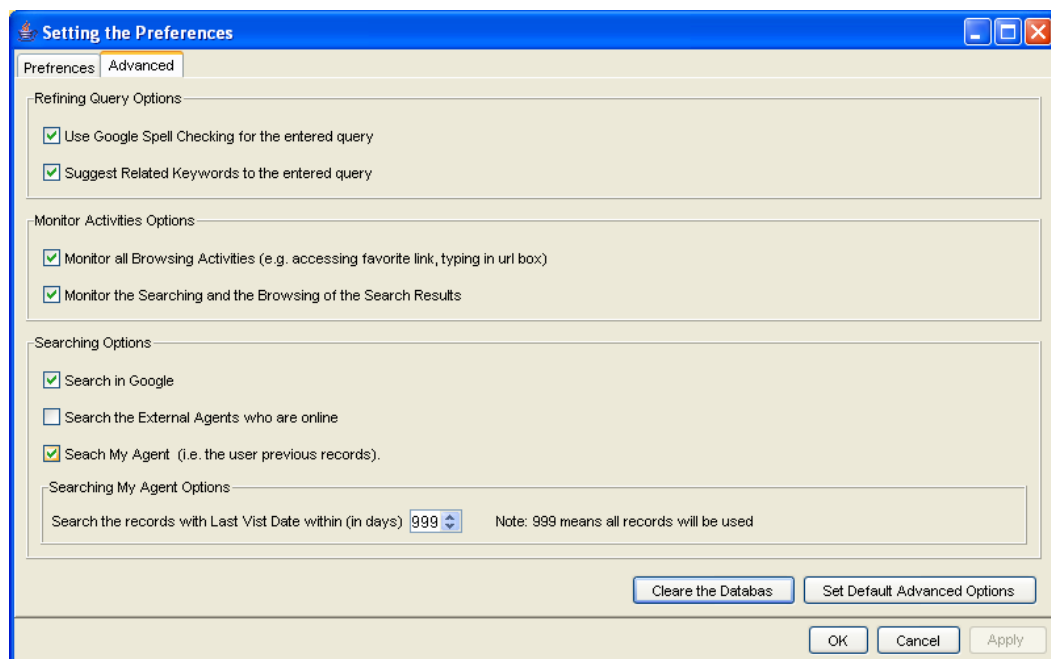 Setting the Preferences
Prefrences Advanced
Refining Query Options
Use Google Spell Checking for the entered query
Suggest Related Keywords to the entered query
Monitor Activities Options
Monitor all Browsing Activities (e.g. accessing favorite link, typing in url box)
Monitor the Searching and the Browsing of the Search Results
Searching Options
Search in Google
Search the External Agents who are online
Seach My Agent (i.e. the user previous records).
Searching My Agent Options
Search the records with Last Vist Date within (in days) 999 Note: 999 means all records will be used
Cleare the Databas Set Default Advanced Options
OK Cancel Apply